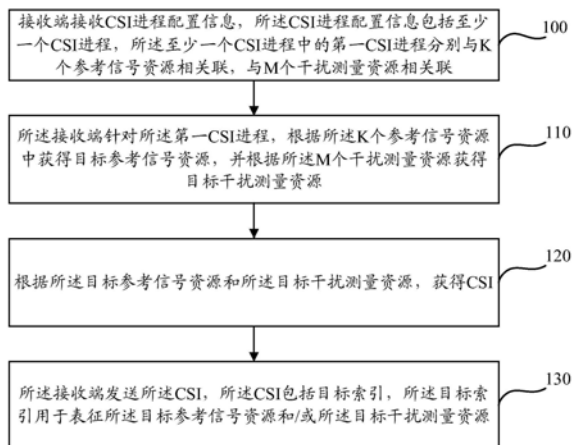 接收端接收CSI进程配置信息，所述CSI进程配置信息包括至少
一个CSI进程，所述至少一个CSI进程中的第一CSI进程分别与K
个参考信号资源相关联，与M个干扰测量资源相关联
100
所述接收端针对所述第一CSI进程，根据所述K个参考信号资源
中获得目标参考信号资源，并根据所述M个干扰测量资源获得
目标干扰测量资源
110
根据所述目标参考信号资源和所述目标干扰测量资源，获得CSI
120
所述接收端发送所述CSI，所述CSI包括目标索引，所述目标索
引用于表征所述目标参考信号资源和/或所述目标干扰测量资源
130